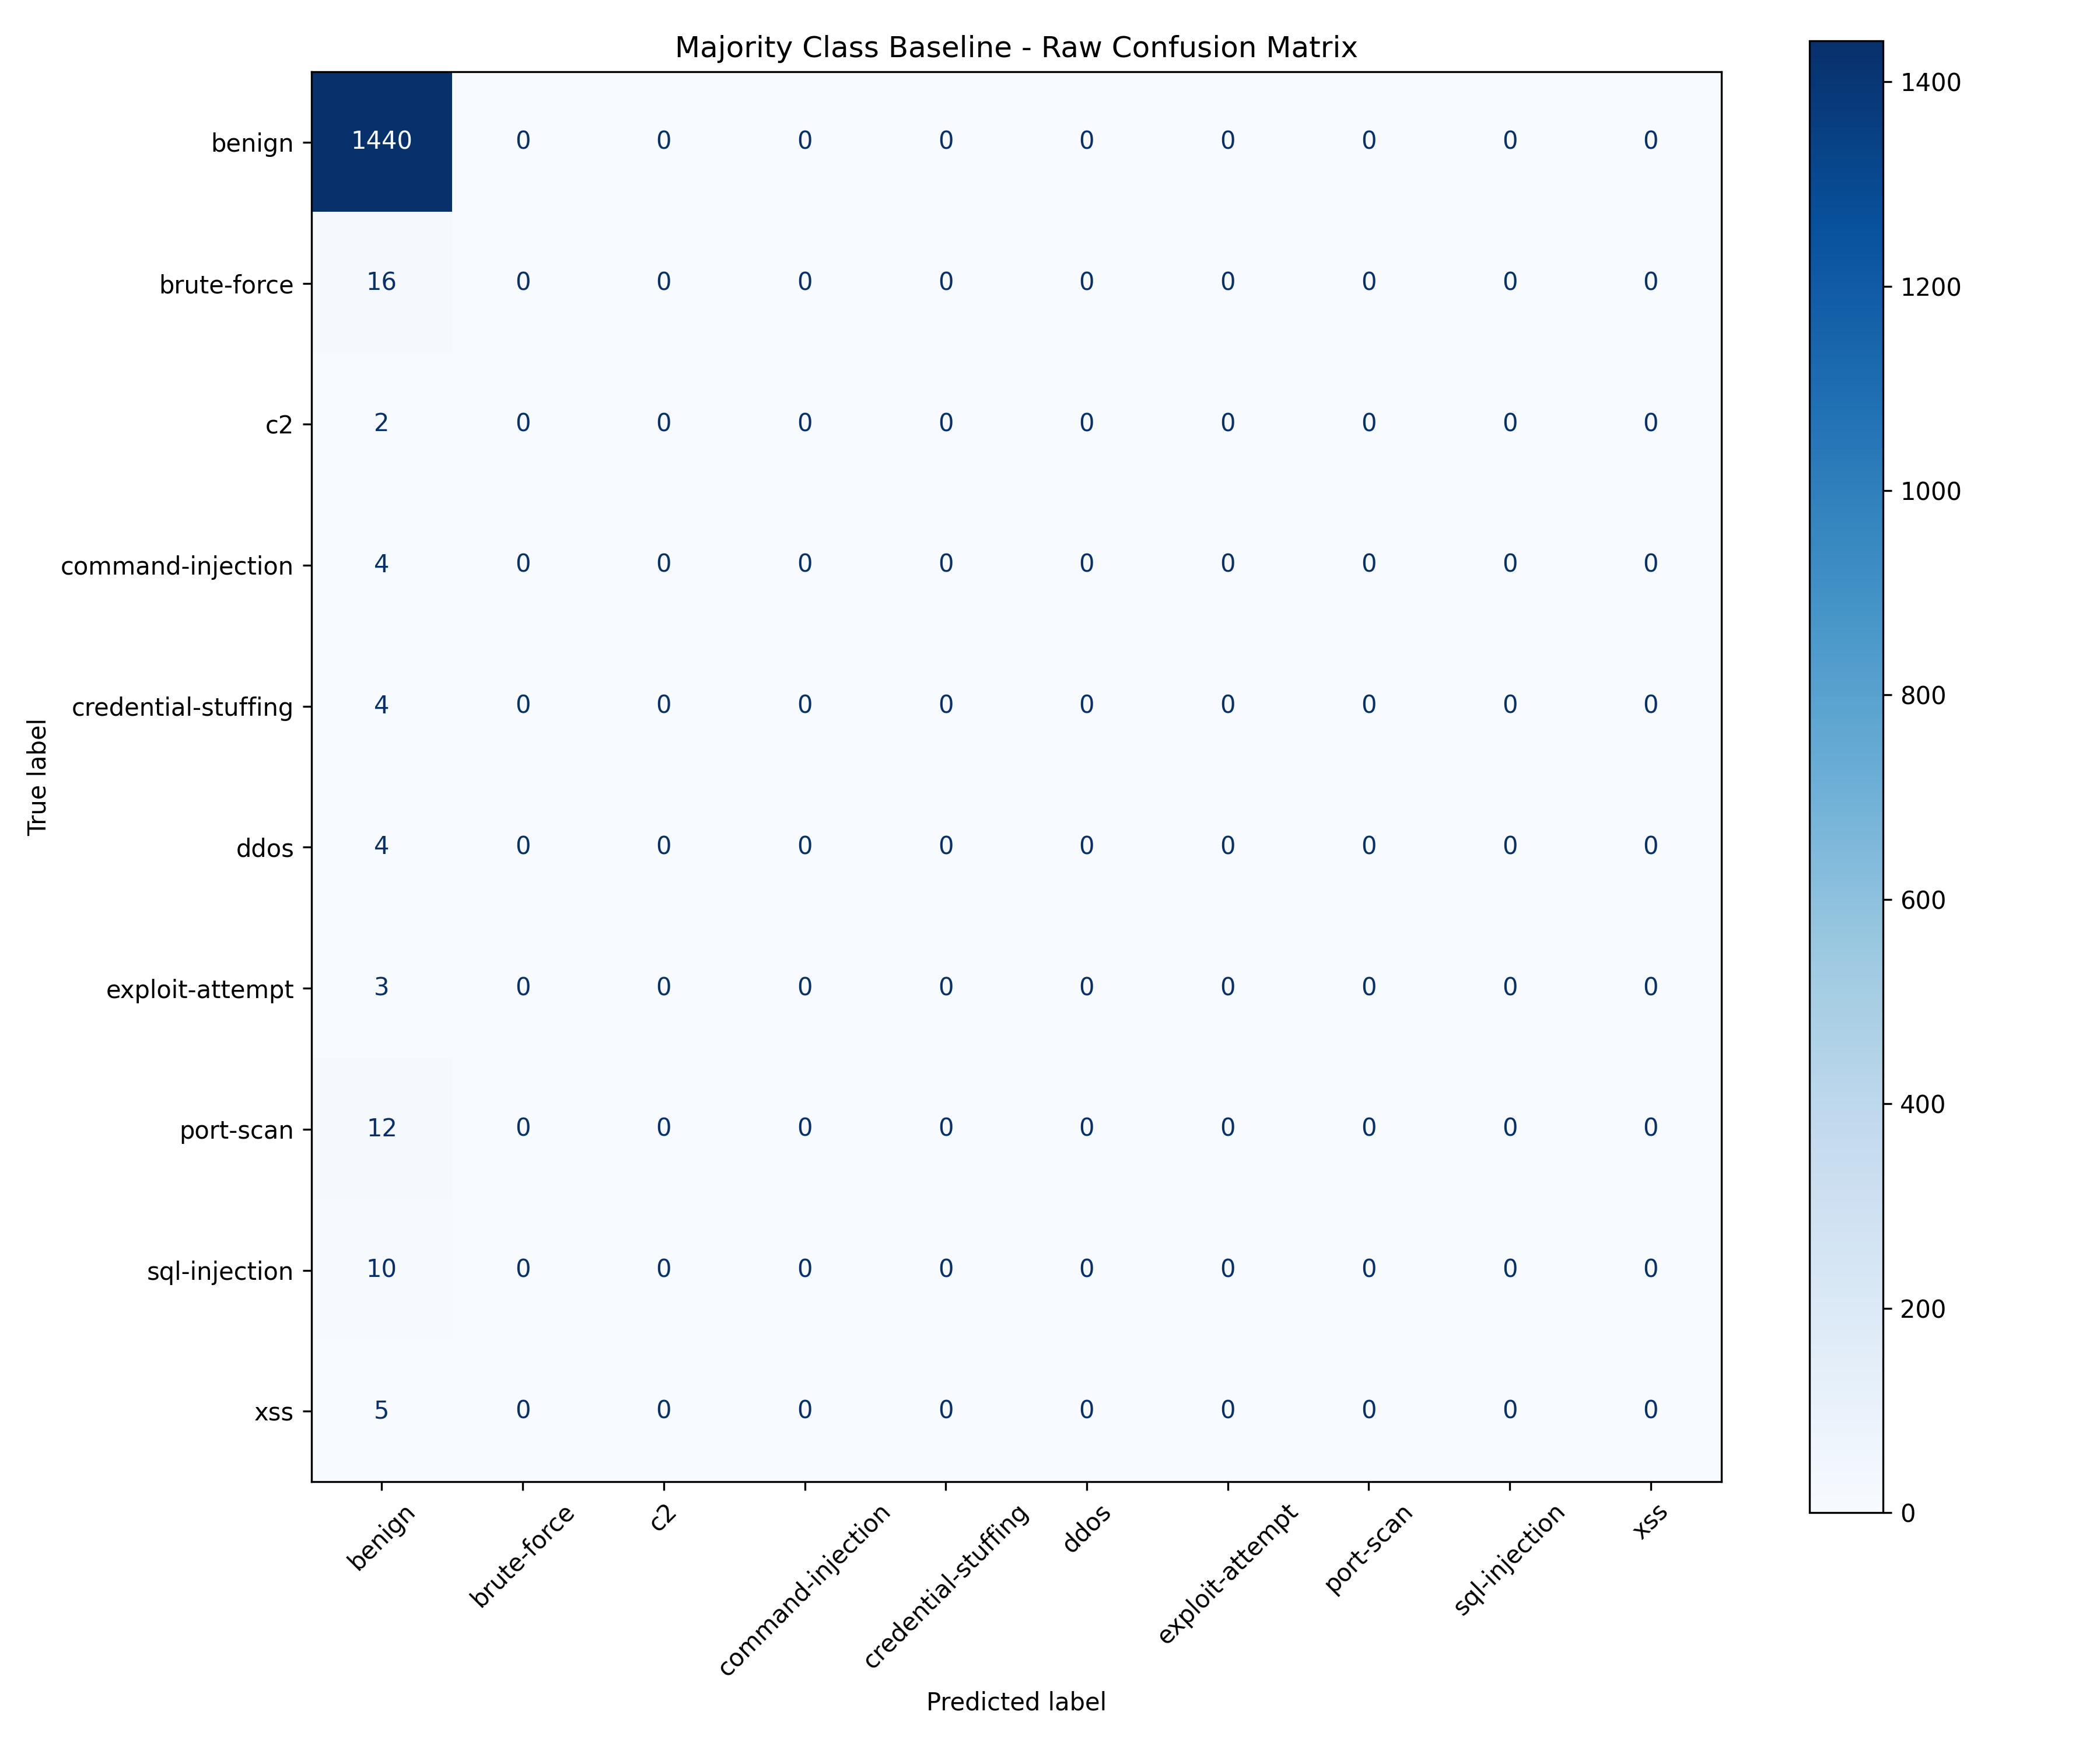 Majority Class Baseline - Raw Confusion Matrix
True label
benign 1440 0 0 0 0 0 0 0 0 0
brute-force 16 0 0 0 0 0 0 0 0 0
c2 2 0 0 0 0 0 0 0 0 0
command-injection 4 0 0 0 0 0 0 0 0 0
credential-stuffing 4 0 0 0 0 0 0 0 0 0
ddos 4 0 0 0 0 0 0 0 0 0
exploit-attempt 3 0 0 0 0 0 0 0 0 0
port-scan 12 0 0 0 0 0 0 0 0 0
sql-injection 10 0 0 0 0 0 0 0 0 0
xss 5 0 0 0 0 0 0 0 0 0
benign brute-force c2 command-injection credential-stuffing ddos exploit-attempt port-scan sql-injection xss
Predicted label
1400
1200
1000
800
600
400
200
0